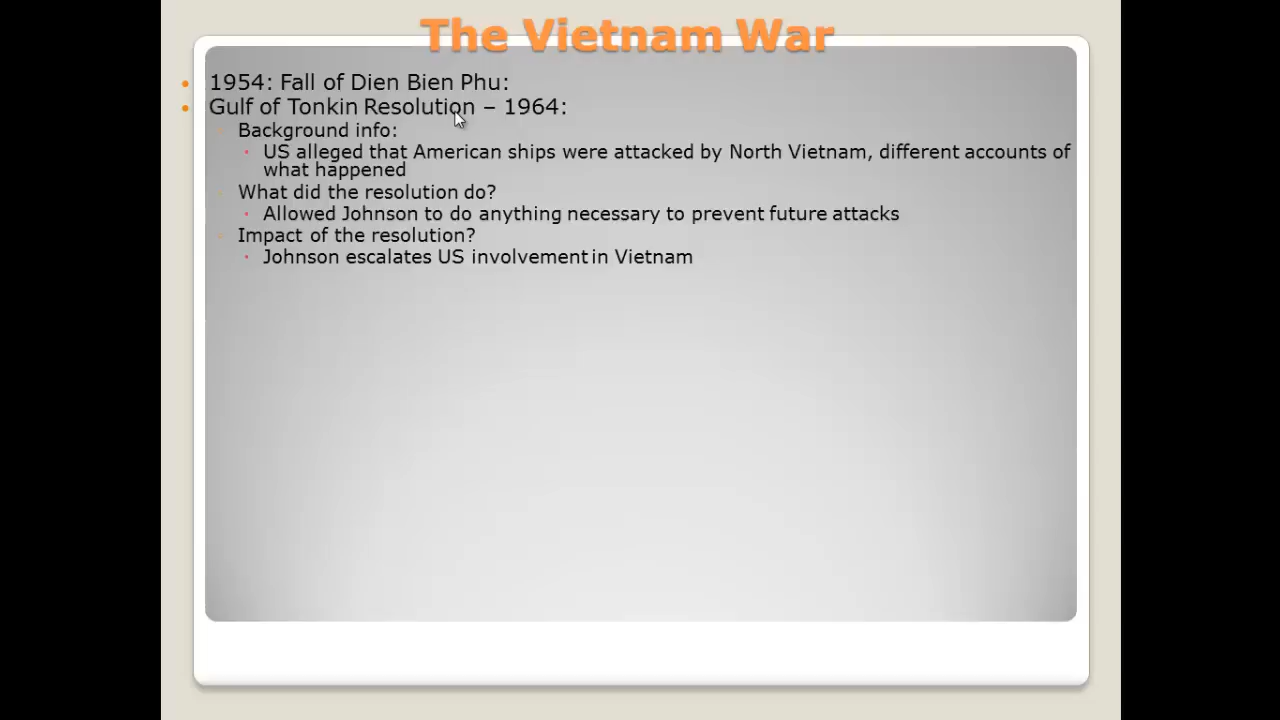 The Vietnam War
1954: Fall of Dien Bien Phu:
Gulf of Tonkin Resolution – 1964:
Background info:
US alleged that American ships were attacked by North Vietnam, different accounts of
what happened
What did the resolution do?
Allowed Johnson to do anything necessary to prevent future attacks
Impact of the resolution?
Johnson escalates US involvement in Vietnam